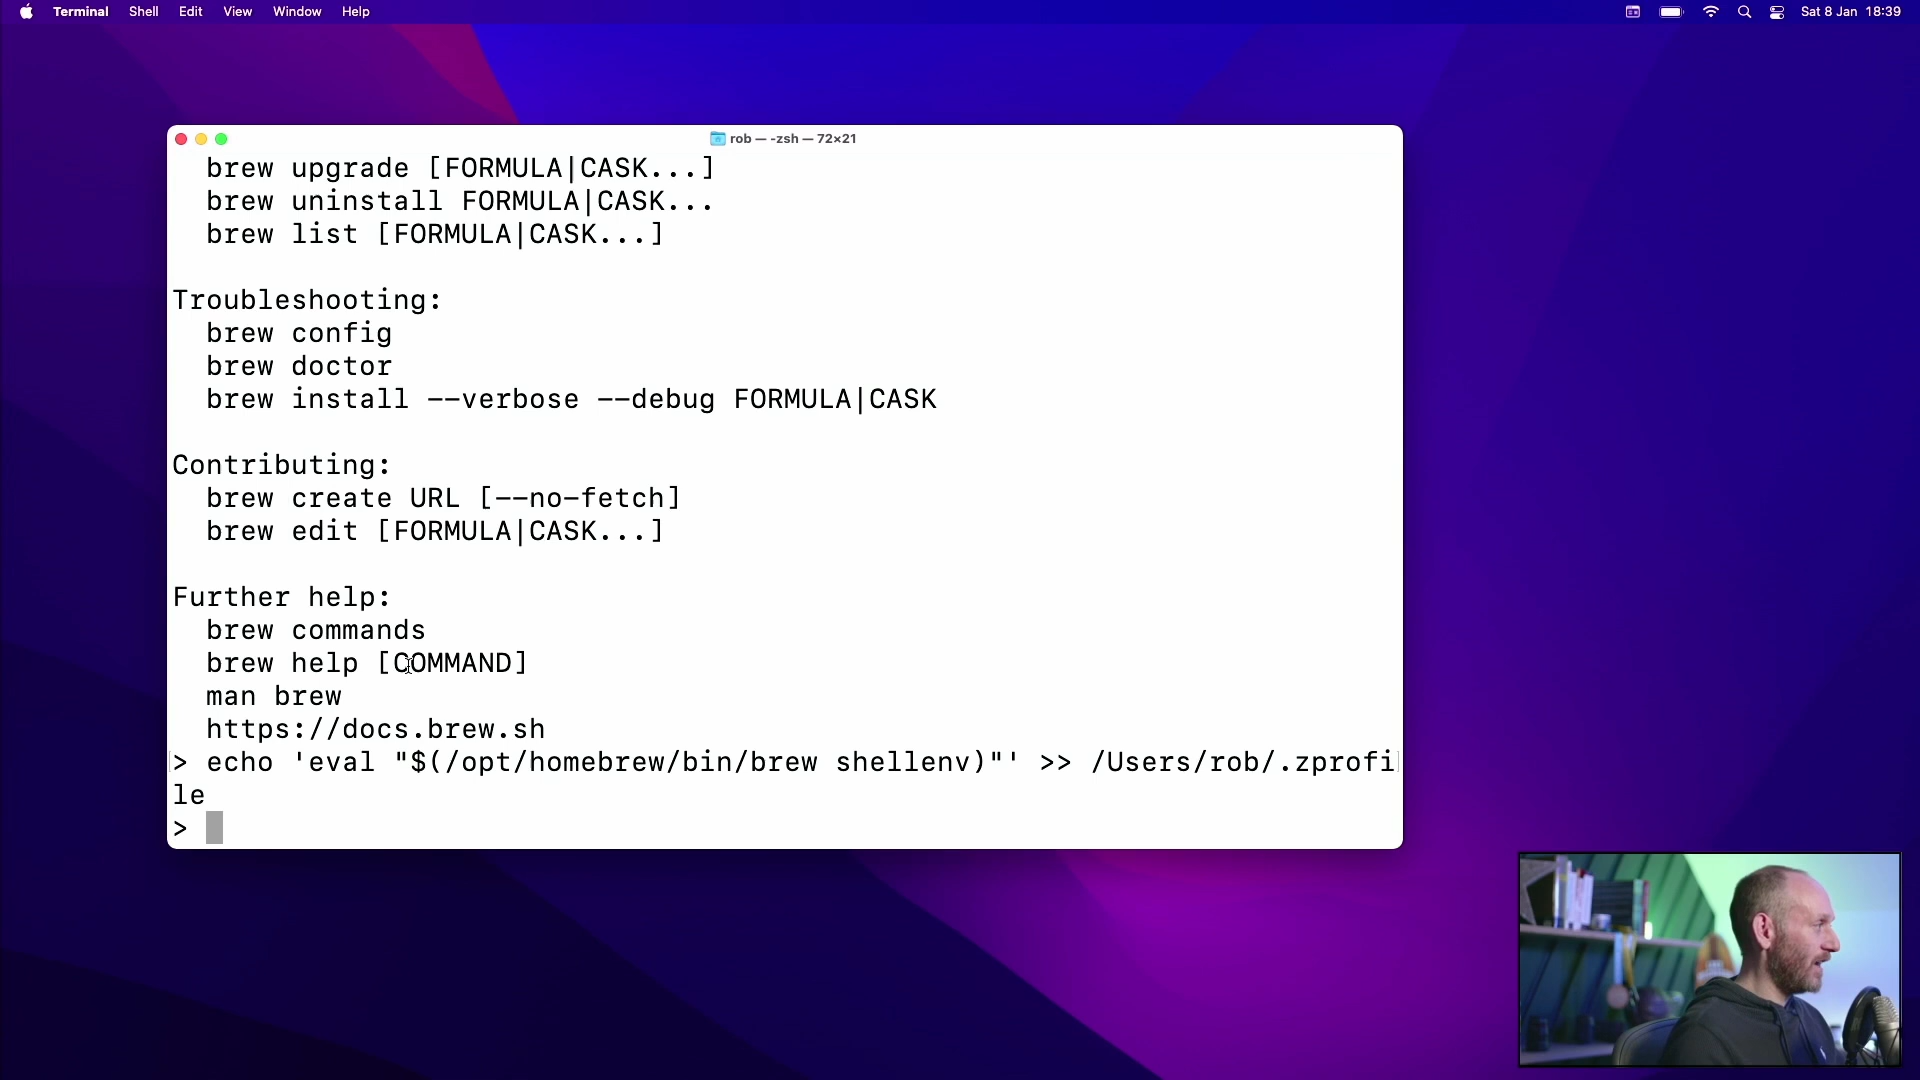 Terminal Shell Edit View Window Help Sat 8 Jan 18:39
rob — -zsh — 72×21
brew upgrade [FORMULA|CASK...]
brew uninstall FORMULA|CASK...
brew list [FORMULA|CASK...]
Troubleshooting:
brew config
brew doctor
brew install --verbose --debug FORMULA|CASK
Contributing:
brew create URL [--no-fetch]
brew edit [FORMULA|CASK...]
Further help:
brew commands
brew help [COMMAND]
man brew
https://docs.brew.sh
> echo 'eval "$(/opt/homebrew/bin/brew shellenv)"' >> /Users/rob/.zprofi
le
>